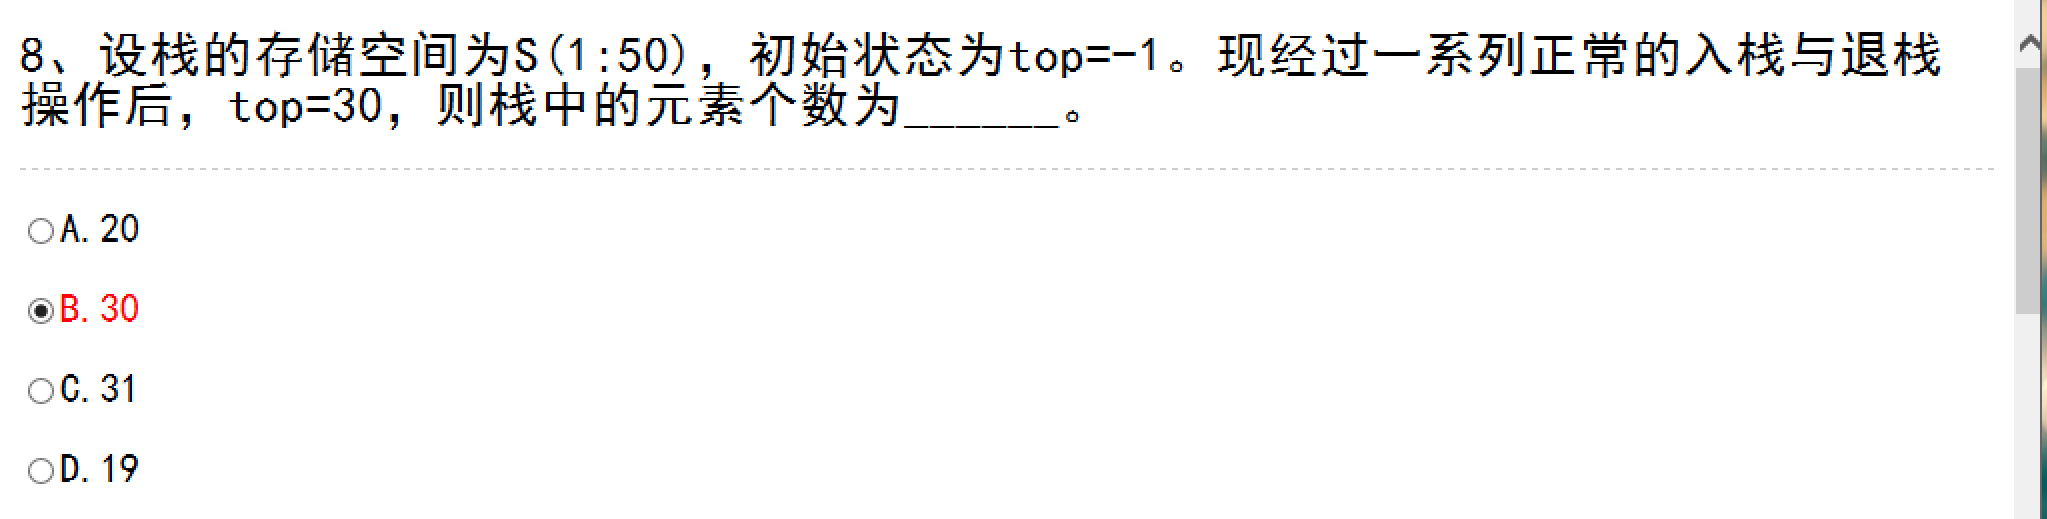 8、设栈的存储空间为S(1:50)，初始状态为top=-1。现经过一系列正常的入栈与退栈
操作后，top=30，则栈中的元素个数为______。
A. 20
B. 30
C. 31
D. 19